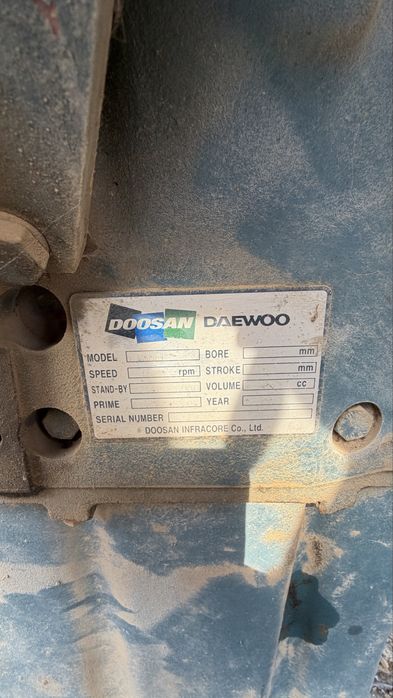 DOOSAN DAEWOO
MODEL BORE mm
SPEED rpm STROKE mm
STAND-BY VOLUME cc
PRIME YEAR
SERIAL NUMBER
DOOSAN INFRACORE Co., Ltd.